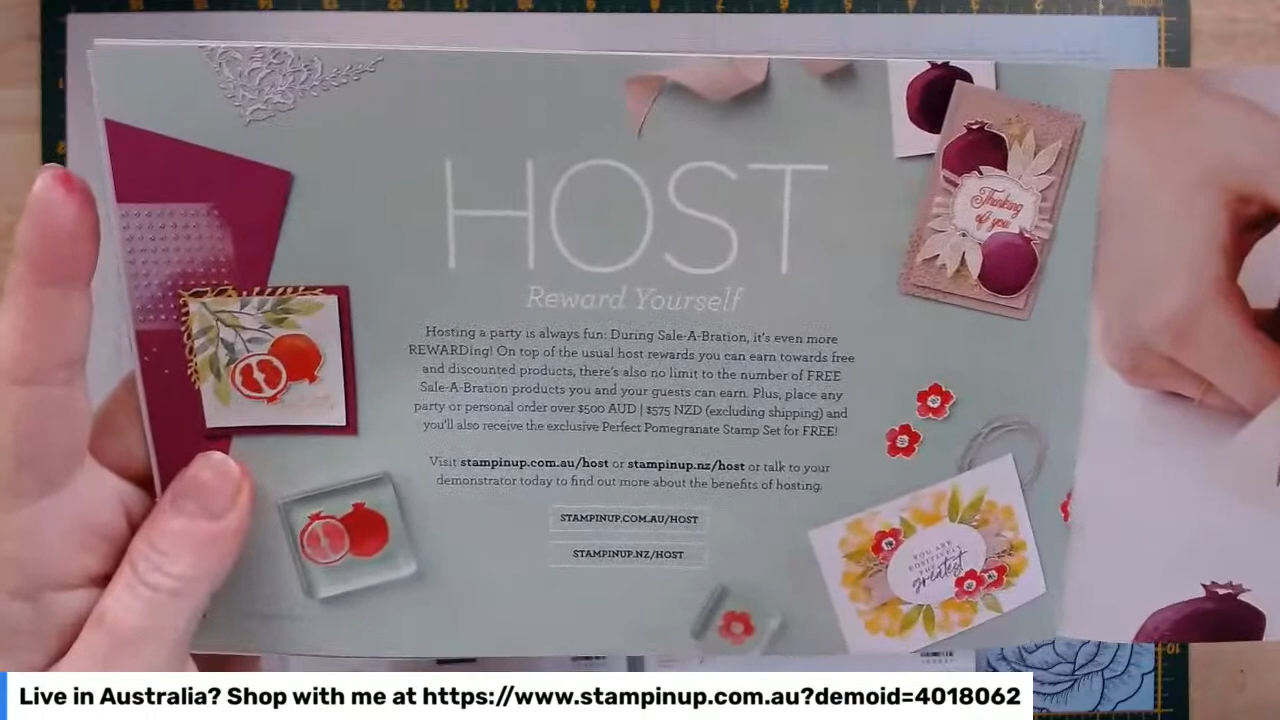 HOST
Reward Yourself
Hosting a party is always fun: During Sale-A-Bration, it's even more
REWARDing! On top of the usual host rewards you can earn towards free
and discounted products, there's also no limit to the number of FREE
Sale-A-Bration products you and your guests can earn. Plus, place any
party or personal order over $500 AUD | $575 NZD (excluding shipping) and
you'll also receive the exclusive Perfect Pomegranate Stamp Set for FREE!
Visit stampinup.com.au/host or stampinup.nz/host or talk to your
demonstrator today to find out more about the benefits of hosting.
STAMPINUP.COM.AU/HOST
STAMPINUP.NZ/HOST
Thinking
of you
YOU ARE
POSITIVELY
THE
greatest
Live in Australia? Shop with me at https://www.stampinup.com.au?demoid=4018062